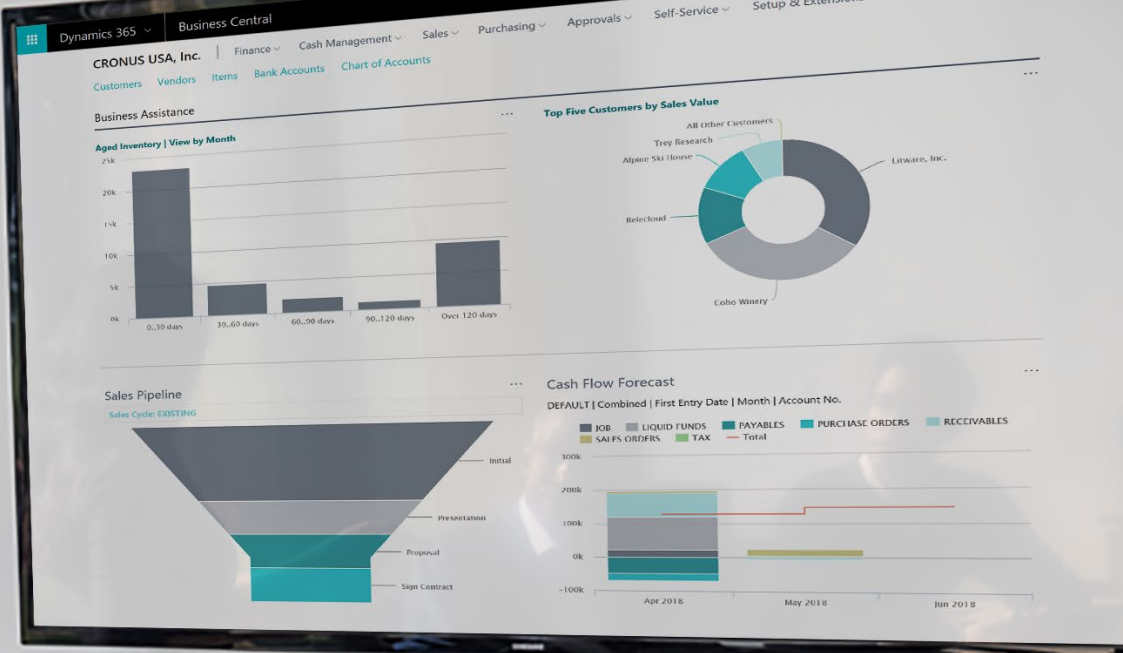 Dynamics 365 Business Central
CRONUS USA, Inc. Finance Cash Management Sales Purchasing Approvals Self-Service Setup &
Customers Vendors Items Bank Accounts Chart of Accounts
Business Assistance
Aged Inventory | View by Month
25k
20k
15k
10k
5k
0k
0..30 days 30..60 days 60..90 days 90..120 days Over 120 days
Top Five Customers by Sales Value
All Other Customers
Trey Research
Alpine Ski House
Litware, Inc.
Relecloud
Coho Winery
Sales Pipeline
Sales Cycle: EXISTING
Initial
Presentation
Proposal
Sign Contract
Cash Flow Forecast
DEFAULT | Combined | First Entry Date | Month | Account No.
JOB LIQUID FUNDS PAYABLES PURCHASE ORDERS RECEIVABLES
SALES ORDERS TAX Total
300k
200k
100k
0k
-100k
Apr 2018 May 2018 Jun 2018